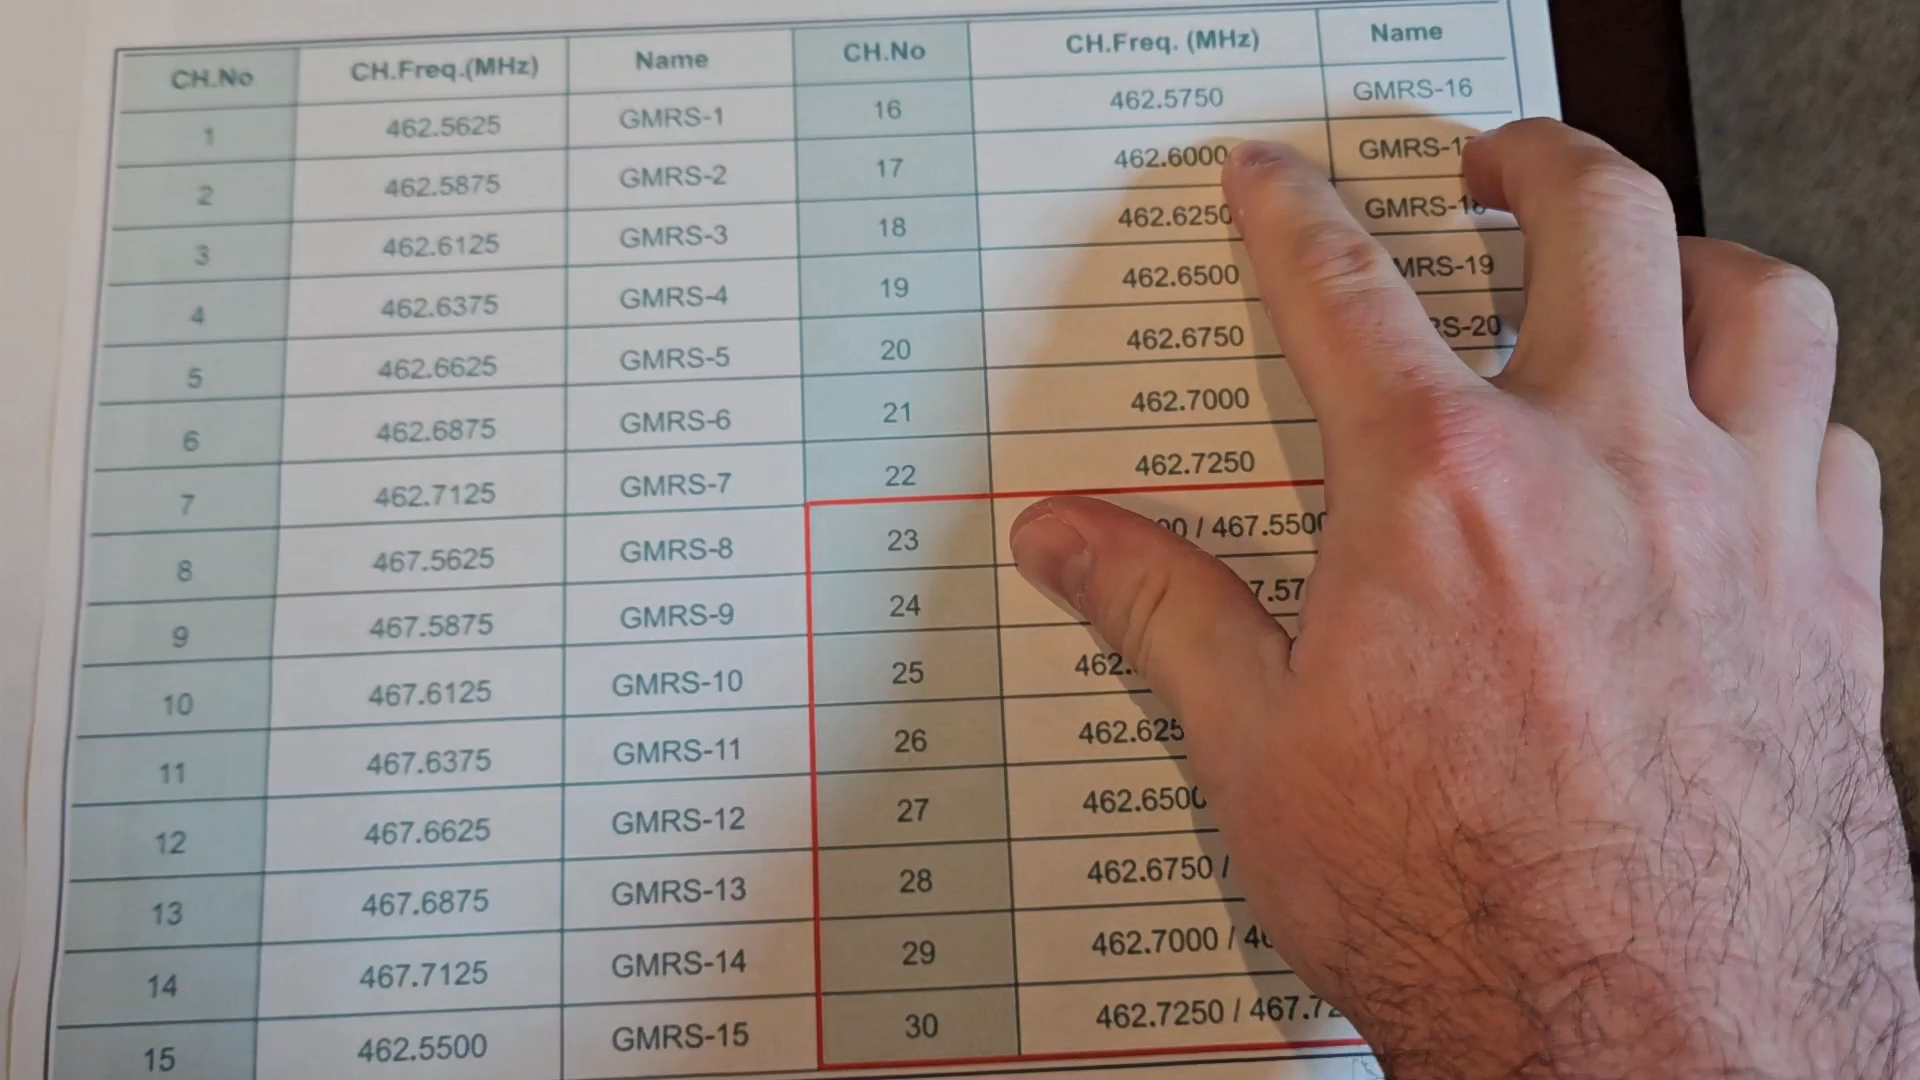 CH.No CH.Freq.(MHz) Name CH.No CH.Freq. (MHz) Name
1 462.5625 GMRS-1 16 462.5750 GMRS-16
2 462.5875 GMRS-2 17 462.6000
3 462.6125 GMRS-3 18 462.6250
4 462.6375 GMRS-4 19 462.6500 MRS-19
5 462.6625 GMRS-5 20 462.6750 S-20
6 462.6875 GMRS-6 21 462.7000
7 462.7125 GMRS-7 22 462.7250
8 467.5625 GMRS-8 23 / 467.5500
9 467.5875 GMRS-9 24 7.57
10 467.6125 GMRS-10 25 462.
11 467.6375 GMRS-11 26 462.625
12 467.6625 GMRS-12 27 462.6500
13 467.6875 GMRS-13 28 462.6750 /
14 467.7125 GMRS-14 29 462.7000 / 4
15 462.5500 GMRS-15 30 462.7250 / 467.72